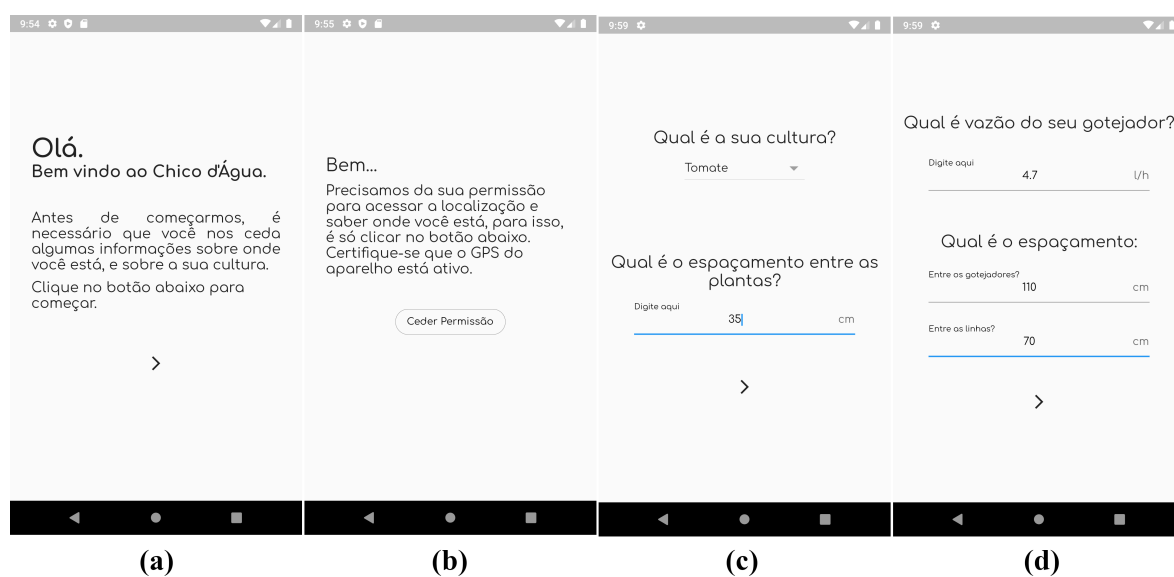 9:54
Olá.
Bem vindo ao Chico d'Água.
Antes de começarmos, é
necessário que você nos ceda
algumas informações sobre onde
você está, e sobre a sua cultura.
Clique no botão abaixo para
começar.
(a)
9:55
Bem...
Precisamos da sua permissão
para acessar a localização e
saber onde você está, para isso,
é só clicar no botão abaixo.
Certifique-se que o GPS do
aparelho está ativo.
Ceder Permissão
(b)
9:59
Qual é a sua cultura?
Tomate
Qual é o espaçamento entre as
plantas?
Digite aqui
35 cm
(c)
9:59
Qual é vazão do seu gotejador?
Digite aqui
4.7 l/h
Qual é o espaçamento:
Entre os gotejadores?
110 cm
Entre as linhas?
70 cm
(d)